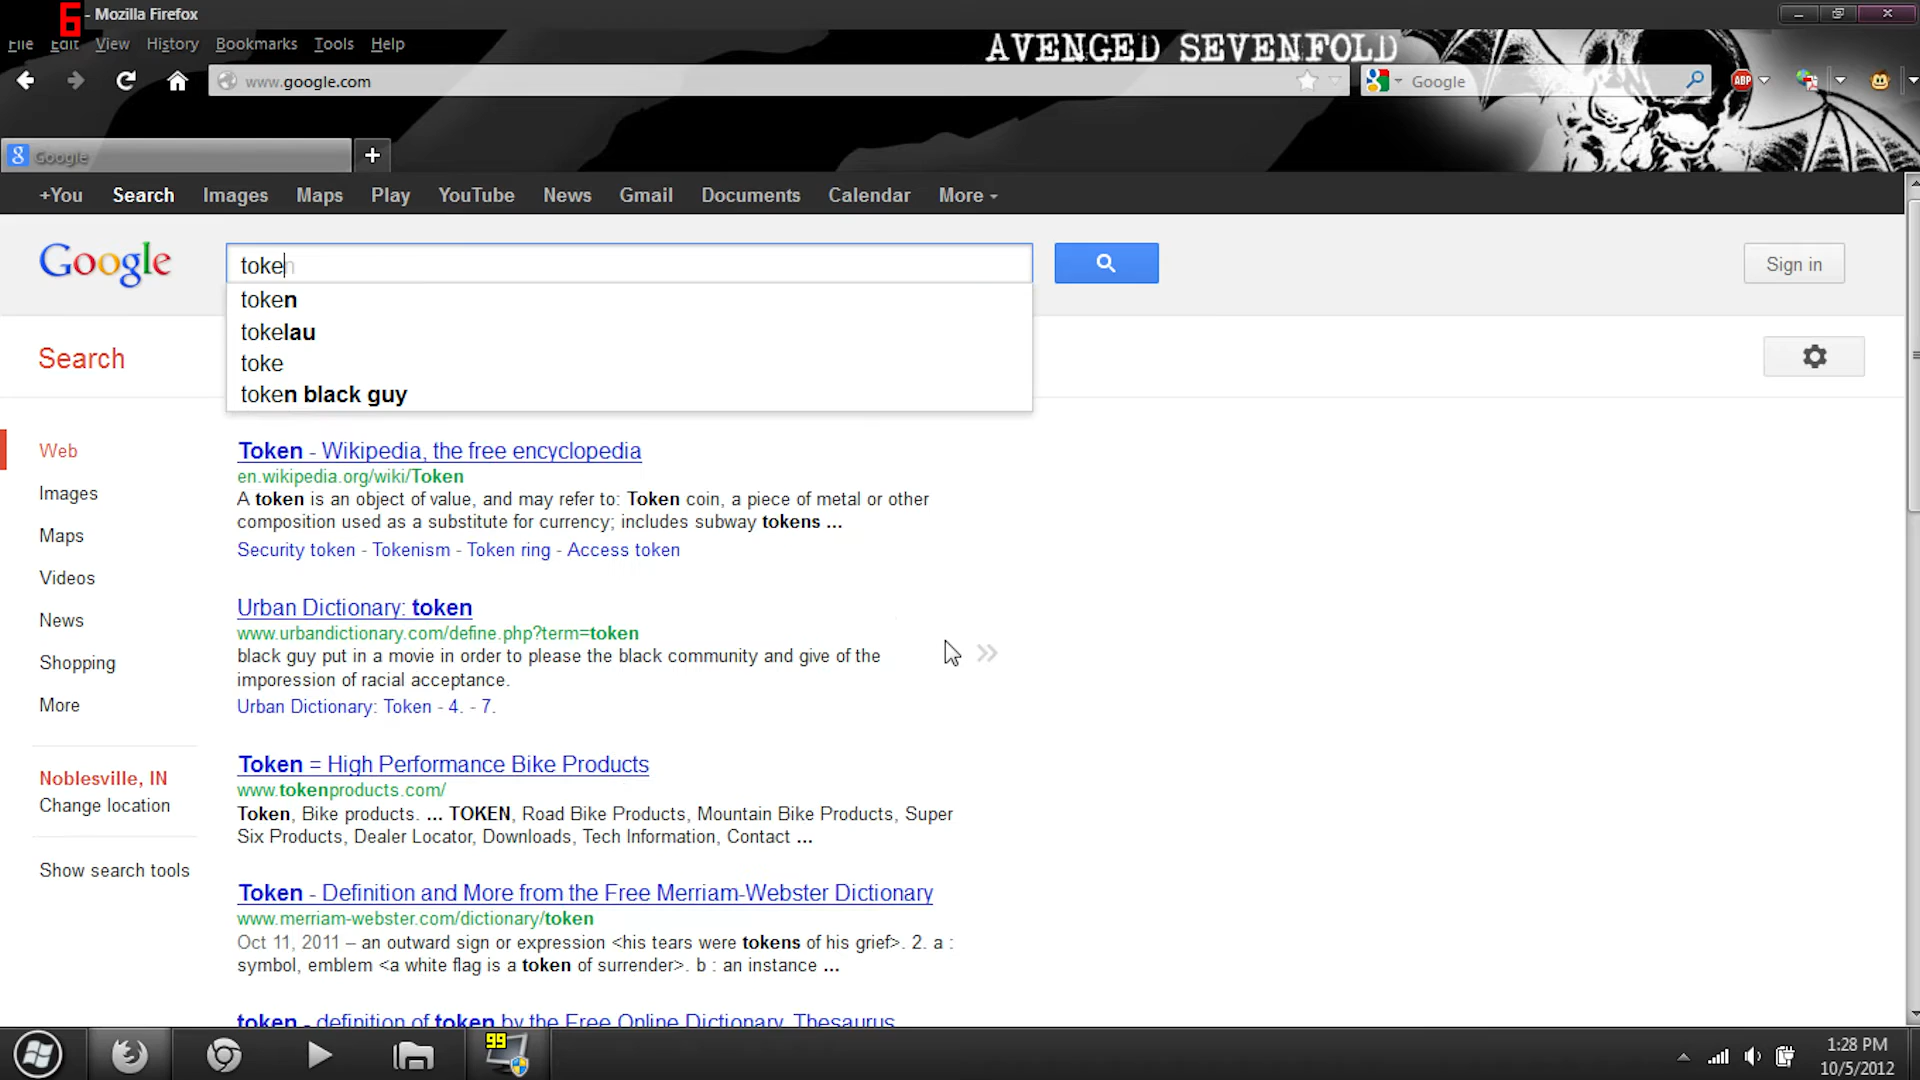 6
- Mozilla Firefox
File Edit View History Bookmarks Tools Help
AVENGED SEVENFOLD
www.google.com
Google
ABP
8 Google
+
+You Search Images Maps Play YouTube News Gmail Documents Calendar More
Google
token
Sign in
token
tokelau
toke
token black guy
Search
Web
Images
Maps
Videos
News
Shopping
More
Noblesville, IN
Change location
Show search tools
Token - Wikipedia, the free encyclopedia
en.wikipedia.org/wiki/Token
A token is an object of value, and may refer to: Token coin, a piece of metal or other
composition used as a substitute for currency; includes subway tokens ...
Security token - Tokenism - Token ring - Access token
Urban Dictionary: token
www.urbandictionary.com/define.php?term=token
black guy put in a movie in order to please the black community and give of the
imporession of racial acceptance.
Urban Dictionary: Token - 4. - 7.
Token = High Performance Bike Products
www.tokenproducts.com/
Token, Bike products. ... TOKEN, Road Bike Products, Mountain Bike Products, Super
Six Products, Dealer Locator, Downloads, Tech Information, Contact ...
Token - Definition and More from the Free Merriam-Webster Dictionary
www.merriam-webster.com/dictionary/token
Oct 11, 2011 – an outward sign or expression <his tears were tokens of his grief>. 2. a :
symbol, emblem <a white flag is a token of surrender>. b : an instance ...
token - definition of token by the Free Online Dictionary, Thesaurus
99
1:28 PM
10/5/2012